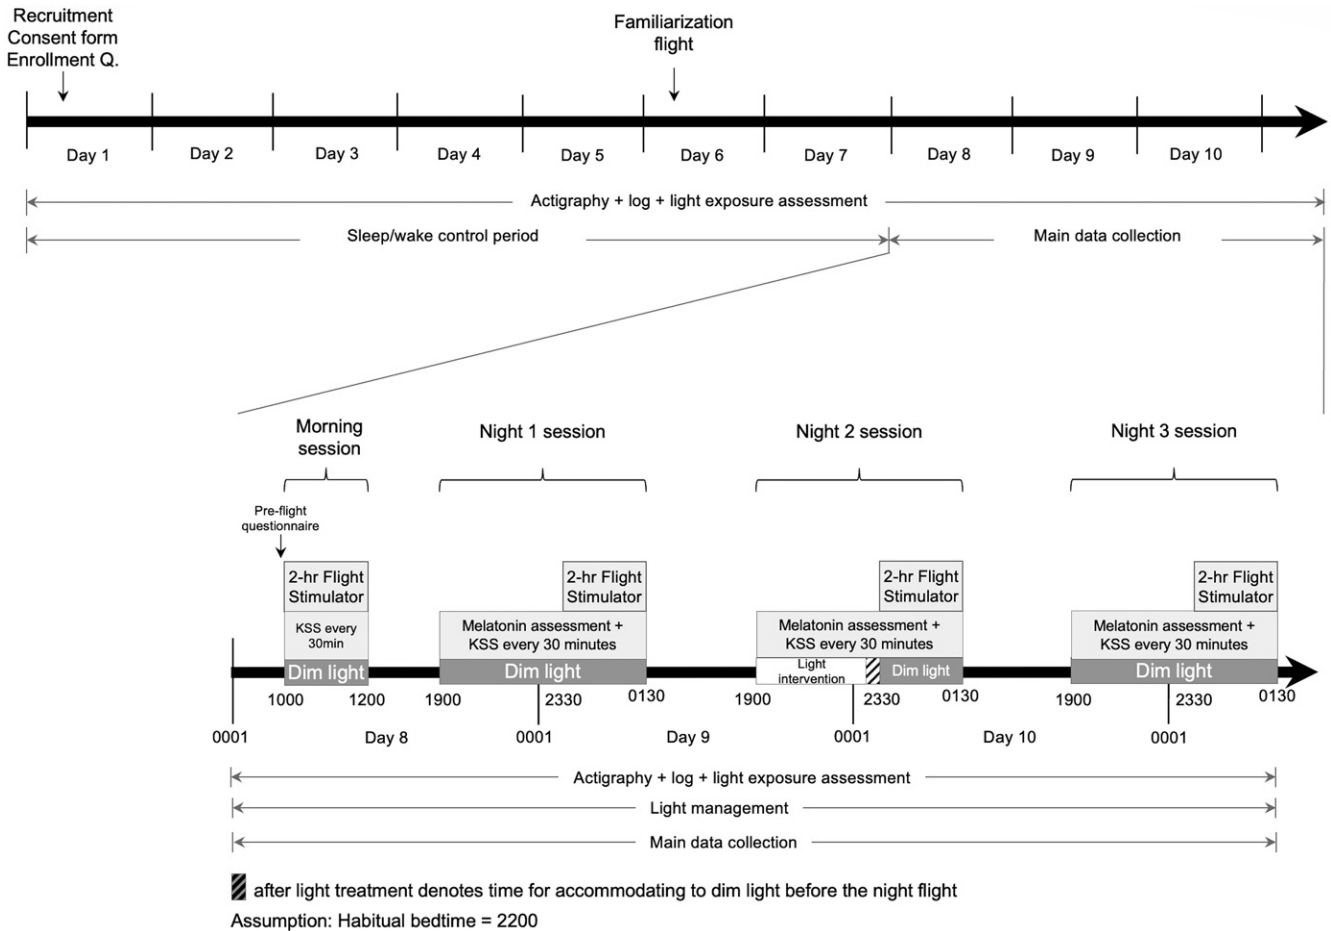 Recruitment
Consent form
Enrollment Q.
Familiarization
flight
Day 1
Day 2
Day 3
Day 4
Day 5
Day 6
Day 7
Day 8
Day 9
Day 10
Actigraphy + log + light exposure assessment
Sleep/wake control period
Main data collection
Morning
session
Night 1 session
Night 2 session
Night 3 session
Pre-flight
questionnaire
2-hr Flight
Stimulator
KSS every
30min
Dim light
2-hr Flight
Stimulator
Melatonin assessment +
KSS every 30 minutes
Dim light
2-hr Flight
Stimulator
Melatonin assessment +
KSS every 30 minutes
Light
intervention
Dim light
2-hr Flight
Stimulator
Melatonin assessment +
KSS every 30 minutes
Dim light
1000
1200
1900
2330
0130
1900
2330
0130
1900
2330
0130
0001
Day 8
0001
Day 9
0001
Day 10
0001
Actigraphy + log + light exposure assessment
Light management
Main data collection
after light treatment denotes time for accommodating to dim light before the night flight
Assumption: Habitual bedtime = 2200